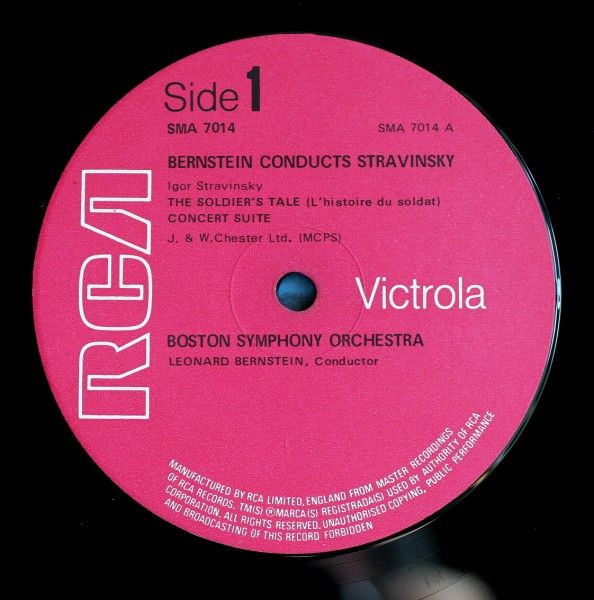 Side 1
SMA 7014
SMA 7014 A
BERNSTEIN CONDUCTS STRAVINSKY
Igor Stravinsky
THE SOLDIER'S TALE (L'histoire du soldat)
CONCERT SUITE
J. & W.Chester Ltd. (MCPS)
RCA
Victrola
BOSTON SYMPHONY ORCHESTRA
LEONARD BERNSTEIN, Conductor
MANUFACTURED BY RCA LIMITED, ENGLAND FROM MASTER RECORDINGS
OF RCA RECORDS. TM(S) ® MARCA(S) REGISTRADA(S) USED BY AUTHORITY OF RCA
CORPORATION. ALL RIGHTS RESERVED. UNAUTHORISED COPYING, PUBLIC PERFORMANCE
AND BROADCASTING OF THIS RECORD FORBIDDEN